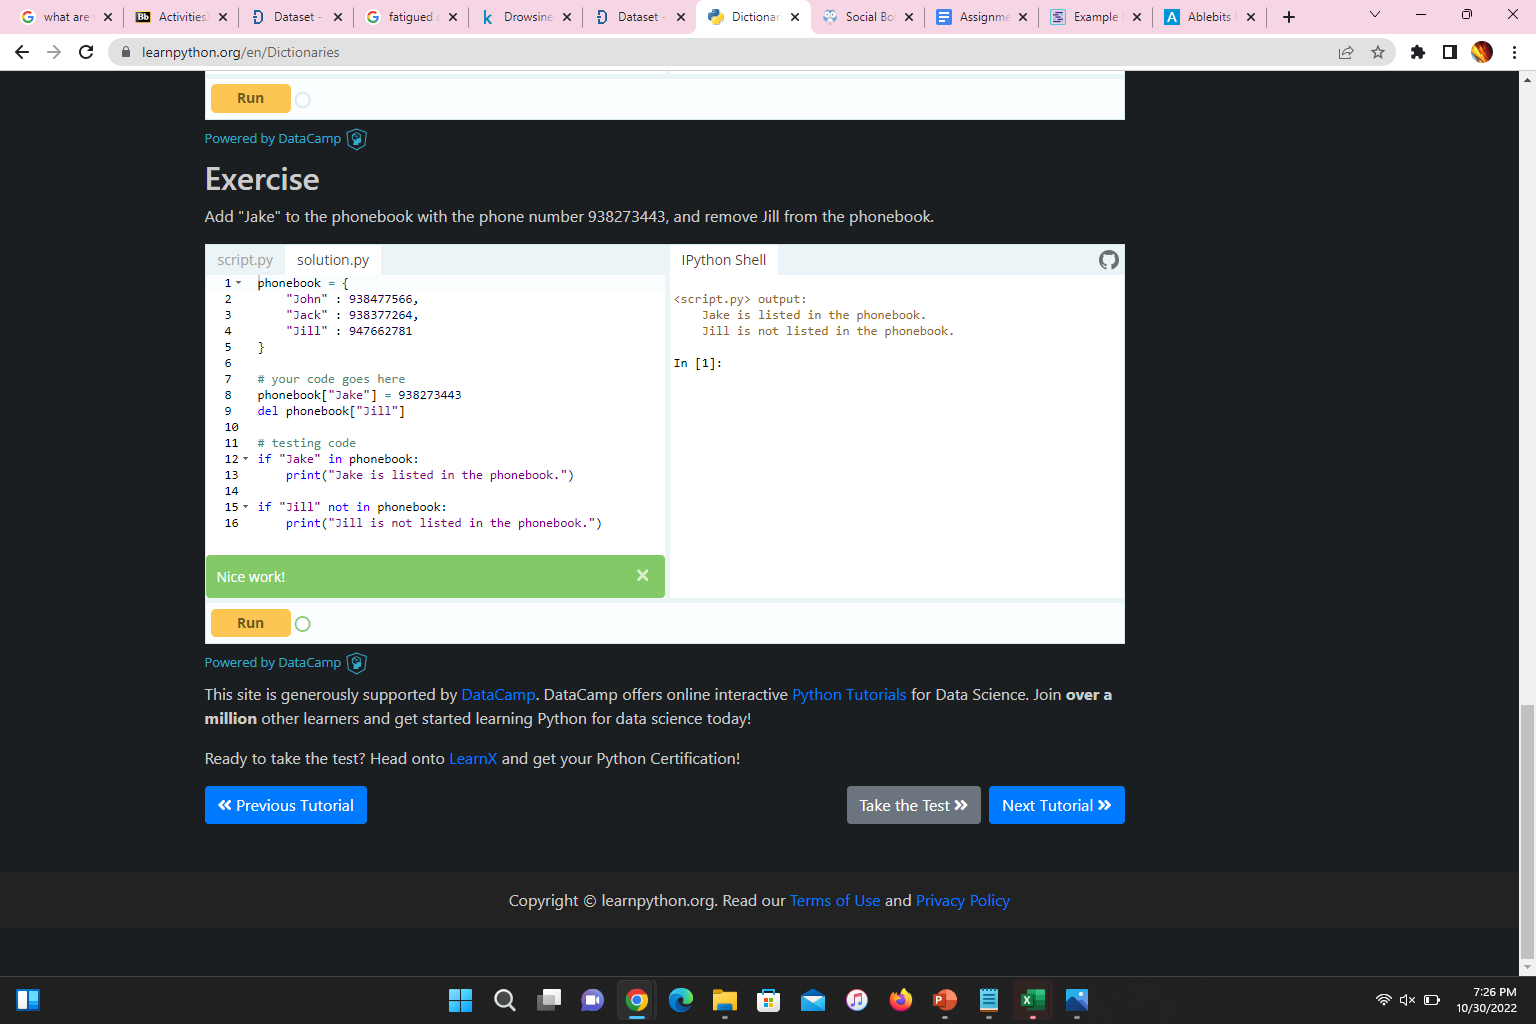 what are
Activities
Dataset -
fatigued
Drowsine
Dataset -
Dictionar
Social Bo
Assignme
Example
Ablebits
learnpython.org/en/Dictionaries
Run
Powered by DataCamp
Exercise
Add "Jake" to the phonebook with the phone number 938273443, and remove Jill from the phonebook.
script.py solution.py
IPython Shell
1 phonebook = {
2 "John" : 938477566,
3 "Jack" : 938377264,
4 "Jill" : 947662781
5 }
6
7 # your code goes here
8 phonebook["Jake"] = 938273443
9 del phonebook["Jill"]
10
11 # testing code
12 if "Jake" in phonebook:
13 print("Jake is listed in the phonebook.")
14
15 if "Jill" not in phonebook:
16 print("Jill is not listed in the phonebook.")
<script.py> output:
Jake is listed in the phonebook.
Jill is not listed in the phonebook.
In [1]:
Nice work!
Run
Powered by DataCamp
This site is generously supported by DataCamp. DataCamp offers online interactive Python Tutorials for Data Science. Join over a
million other learners and get started learning Python for data science today!
Ready to take the test? Head onto LearnX and get your Python Certification!
Previous Tutorial
Take the Test
Next Tutorial
Copyright © learnpython.org. Read our Terms of Use and Privacy Policy
7:26 PM
10/30/2022